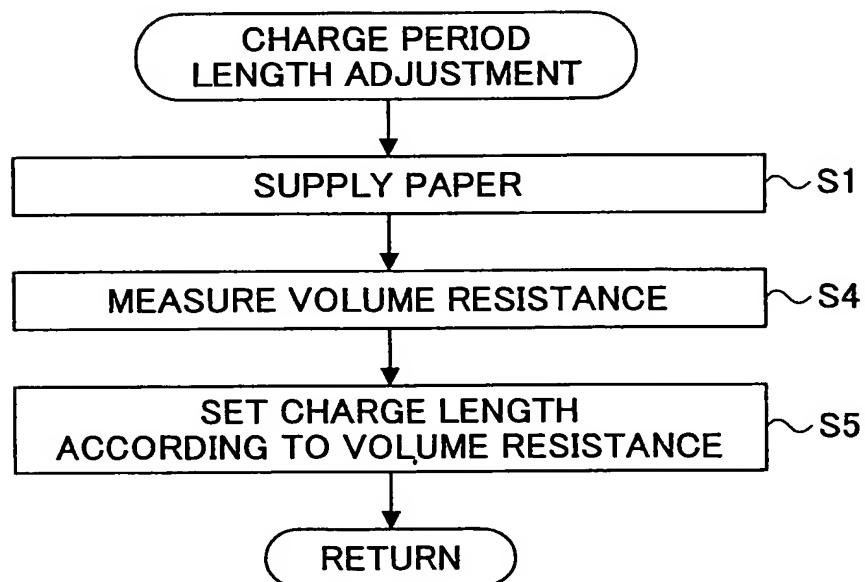 CHARGE PERIOD
LENGTH ADJUSTMENT
SUPPLY PAPER
S1
MEASURE VOLUME RESISTANCE
S4
SET CHARGE LENGTH
ACCORDING TO VOLUME RESISTANCE
S5
RETURN